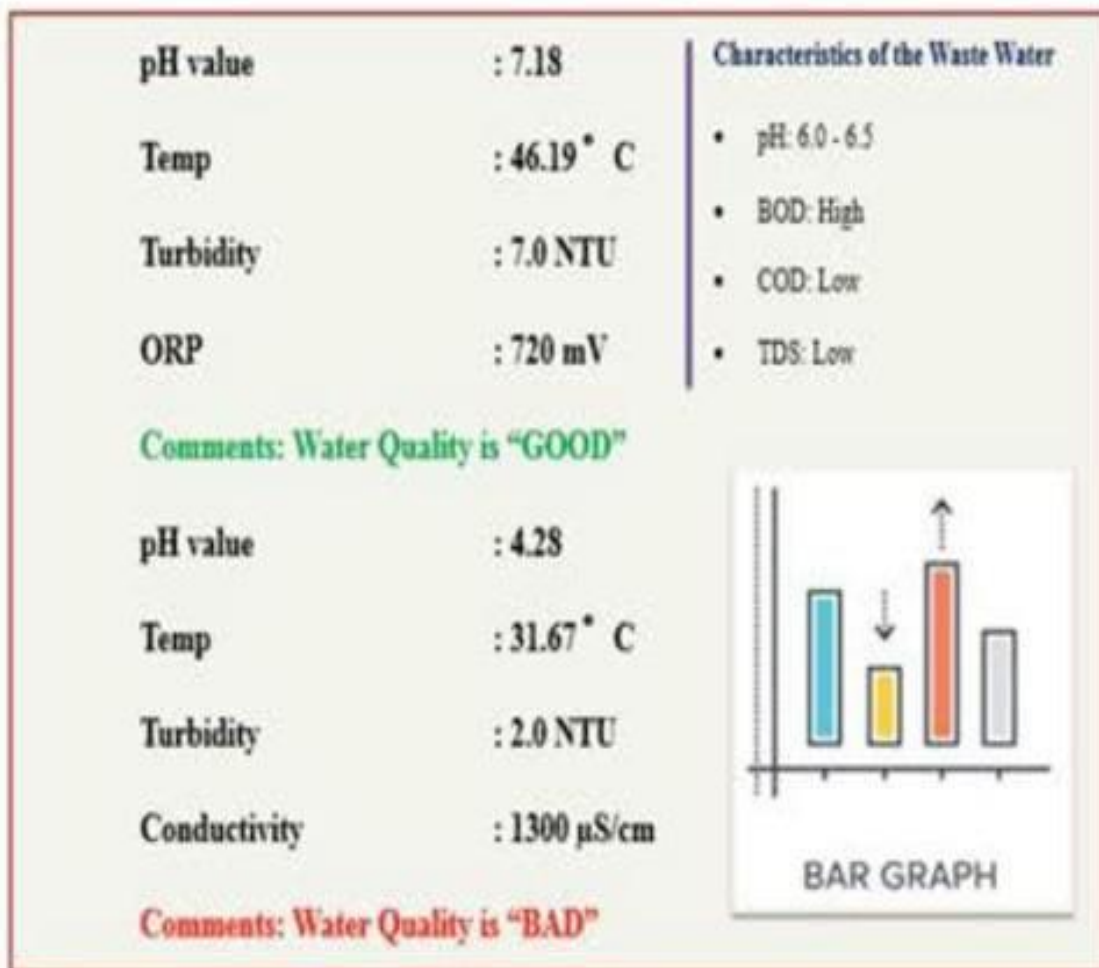 pH value : 7.18
Temp : 46.19° C
Turbidity : 7.0 NTU
ORP : 720 mV
Comments: Water Quality is “GOOD”
pH value : 4.28
Temp : 31.67° C
Turbidity : 2.0 NTU
Conductivity : 1300 µS/cm
Comments: Water Quality is “BAD”
Characteristics of the Waste Water
• pH: 6.0 - 6.5
• BOD: High
• COD: Low
• TDS: Low
BAR GRAPH